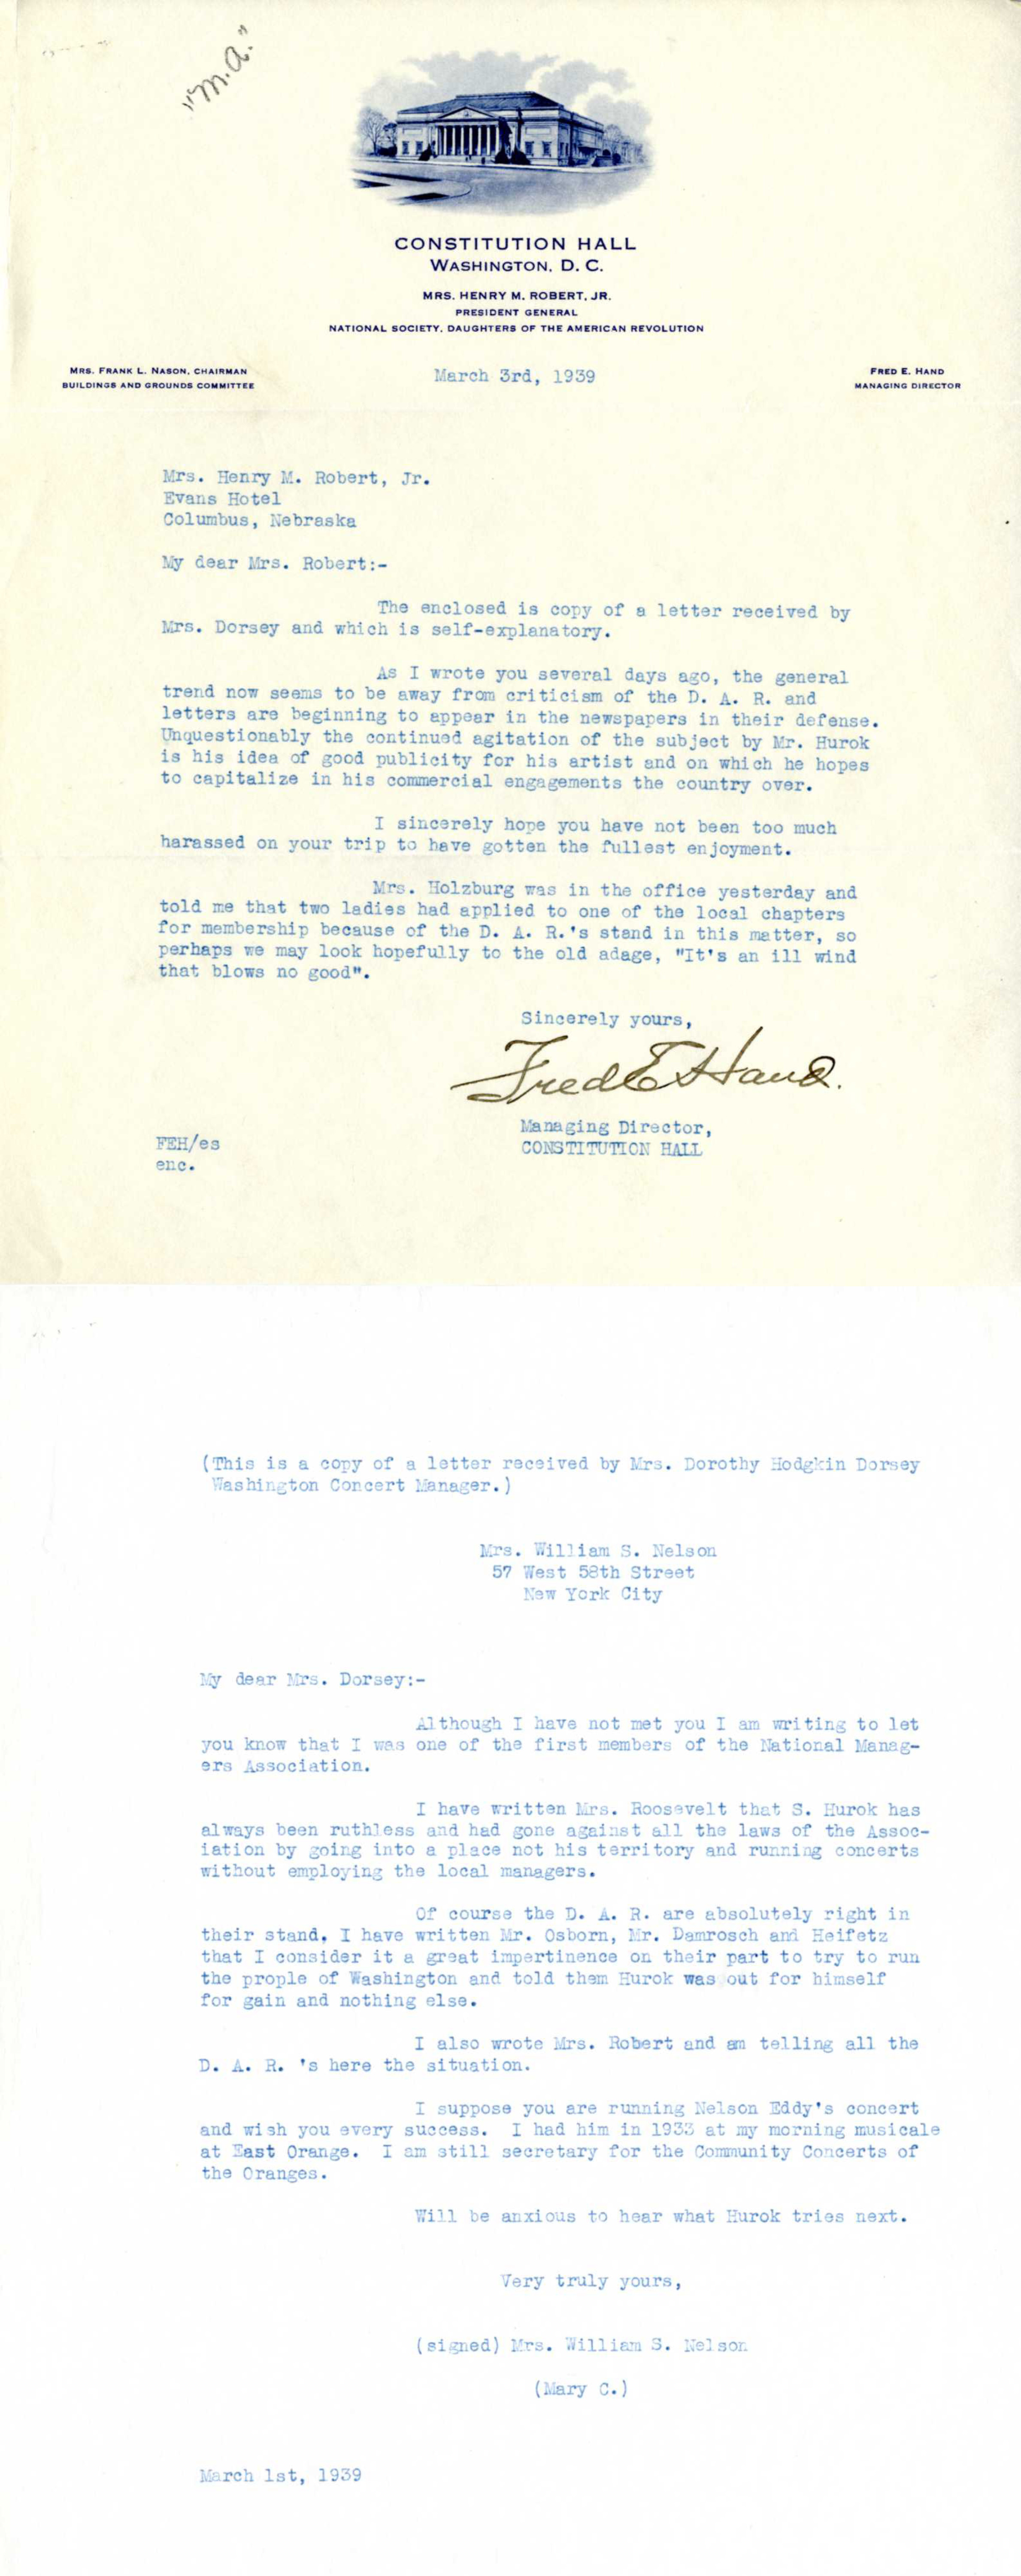 "M.A."
CONSTITUTION HALL
WASHINGTON, D. C.
MRS. HENRY M. ROBERT, JR.
PRESIDENT GENERAL
NATIONAL SOCIETY, DAUGHTERS OF THE AMERICAN REVOLUTION
MRS. FRANK L. NASON, CHAIRMAN
BUILDINGS AND GROUNDS COMMITTEE
March 3rd, 1939
FRED E. HAND
MANAGING DIRECTOR
Mrs. Henry M. Robert, Jr.
Evans Hotel
Columbus, Nebraska
My dear Mrs. Robert:-
The enclosed is copy of a letter received by
Mrs. Dorsey and which is self-explanatory.
As I wrote you several days ago, the general
trend now seems to be away from criticism of the D. A. R. and
letters are beginning to appear in the newspapers in their defense.
Unquestionably the continued agitation of the subject by Mr. Hurok
is his idea of good publicity for his artist and on which he hopes
to capitalize in his commercial engagements the country over.
I sincerely hope you have not been too much
harassed on your trip to have gotten the fullest enjoyment.
Mrs. Holzburg was in the office yesterday and
told me that two ladies had applied to one of the local chapters
for membership because of the D. A. R.'s stand in this matter, so
perhaps we may look hopefully to the old adage, "It's an ill wind
that blows no good".
Sincerely yours,
Fred E Hand.
Managing Director,
CONSTITUTION HALL
FEH/es
enc.
(This is a copy of a letter received by Mrs. Dorothy Hodgkin Dorsey
Washington Concert Manager.)
Mrs. William S. Nelson
57 West 58th Street
New York City
My dear Mrs. Dorsey:-
Although I have not met you I am writing to let
you know that I was one of the first members of the National Manag-
ers Association.
I have written Mrs. Roosevelt that S. Hurok has
always been ruthless and had gone against all the laws of the Assoc-
iation by going into a place not his territory and running concerts
without employing the local managers.
Of course the D. A. R. are absolutely right in
their stand. I have written Mr. Osborn, Mr. Damrosch and Heifetz
that I consider it a great impertinence on their part to try to run
the prople of Washington and told them Hurok was out for himself
for gain and nothing else.
I also wrote Mrs. Robert and am telling all the
D. A. R. 's here the situation.
I suppose you are running Nelson Eddy's concert
and wish you every success. I had him in 1933 at my morning musicale
at East Orange. I am still secretary for the Community Concerts of
the Oranges.
Will be anxious to hear what Hurok tries next.
Very truly yours,
(signed) Mrs. William S. Nelson
(Mary C.)
March 1st, 1939